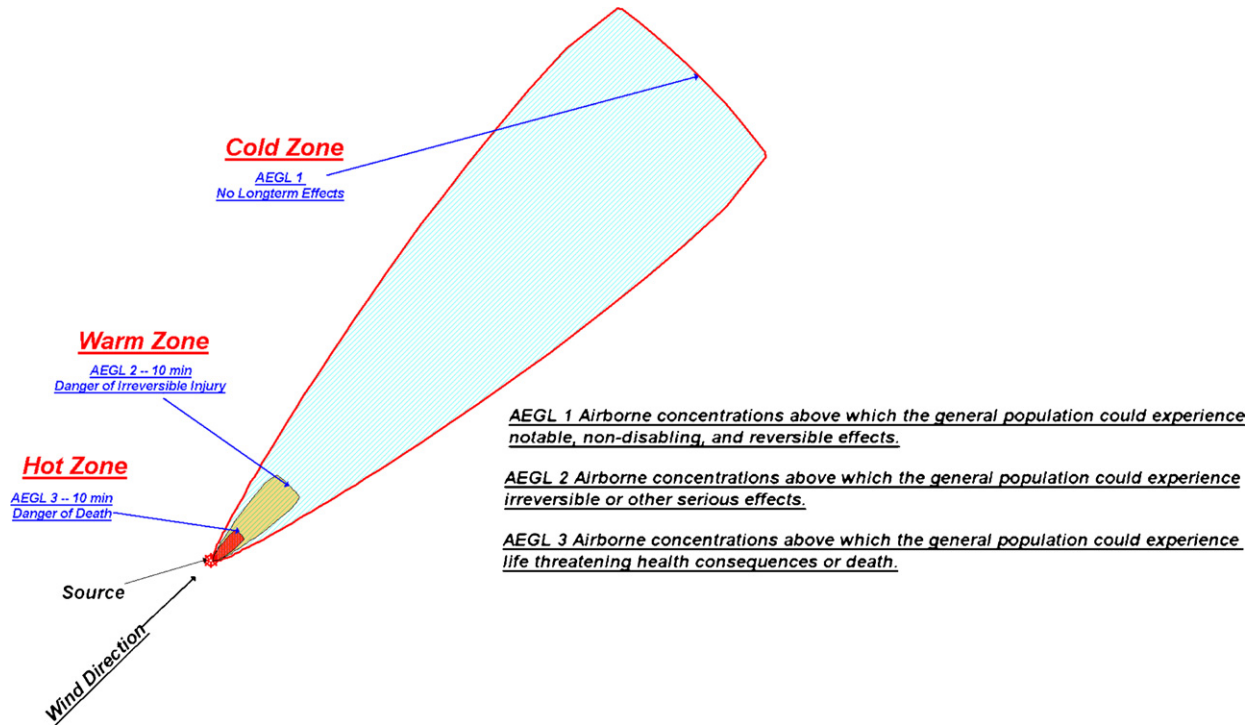 Cold Zone
AEGL 1
No Longterm Effects
Warm Zone
AEGL 2 -- 10 min
Danger of Irreversible Injury
Hot Zone
AEGL 3 -- 10 min
Danger of Death
Source
Wind Direction
AEGL 1 Airborne concentrations above which the general population could experience
notable, non-disabling, and reversible effects.
AEGL 2 Airborne concentrations above which the general population could experience
irreversible or other serious effects.
AEGL 3 Airborne concentrations above which the general population could experience
life threatening health consequences or death.